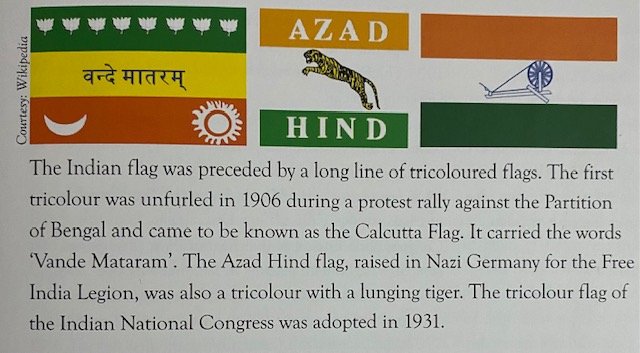 Courtesy: Wikipedia
वन्दे मातरम्
AZAD
HIND
The Indian flag was preceded by a long line of tricoloured flags. The first
tricolour was unfurled in 1906 during a protest rally against the Partition
of Bengal and came to be known as the Calcutta Flag. It carried the words
‘Vande Mataram’. The Azad Hind flag, raised in Nazi Germany for the Free
India Legion, was also a tricolour with a lunging tiger. The tricolour flag of
the Indian National Congress was adopted in 1931.